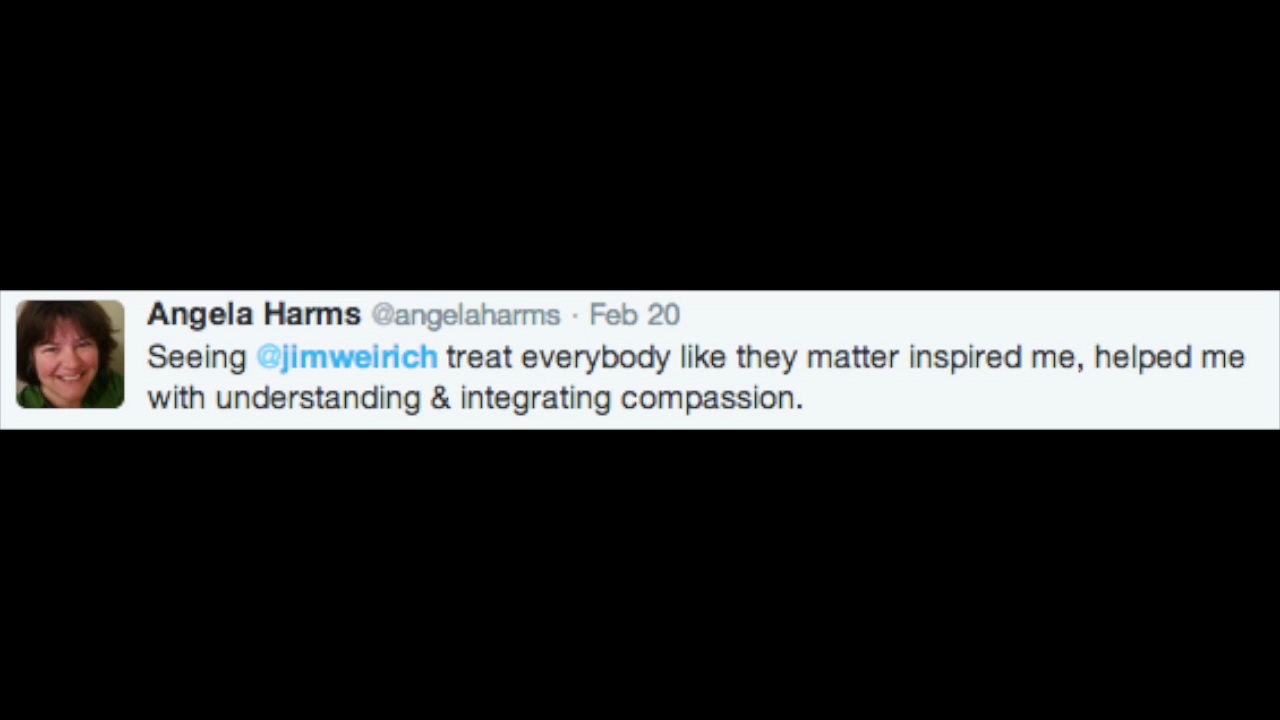 Angela Harms @angelaharms · Feb 20
Seeing @jimweirich treat everybody like they matter inspired me, helped me
with understanding & integrating compassion.